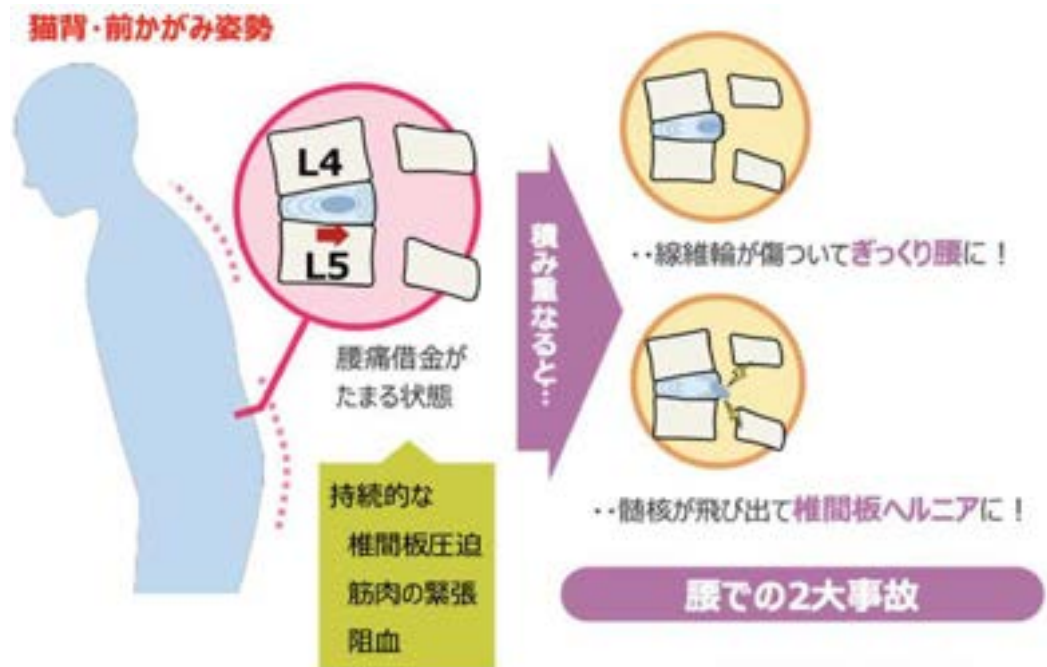 猫背・前かがみ姿勢
L4
L5
腰痛借金が
たまる状態
持続的な
椎間板圧迫
筋肉の緊張
阻血
積み重なると‥
‥線維輪が傷ついてぎっくり腰に!
‥髄核が飛び出て椎間板ヘルニアに!
腰での2大事故